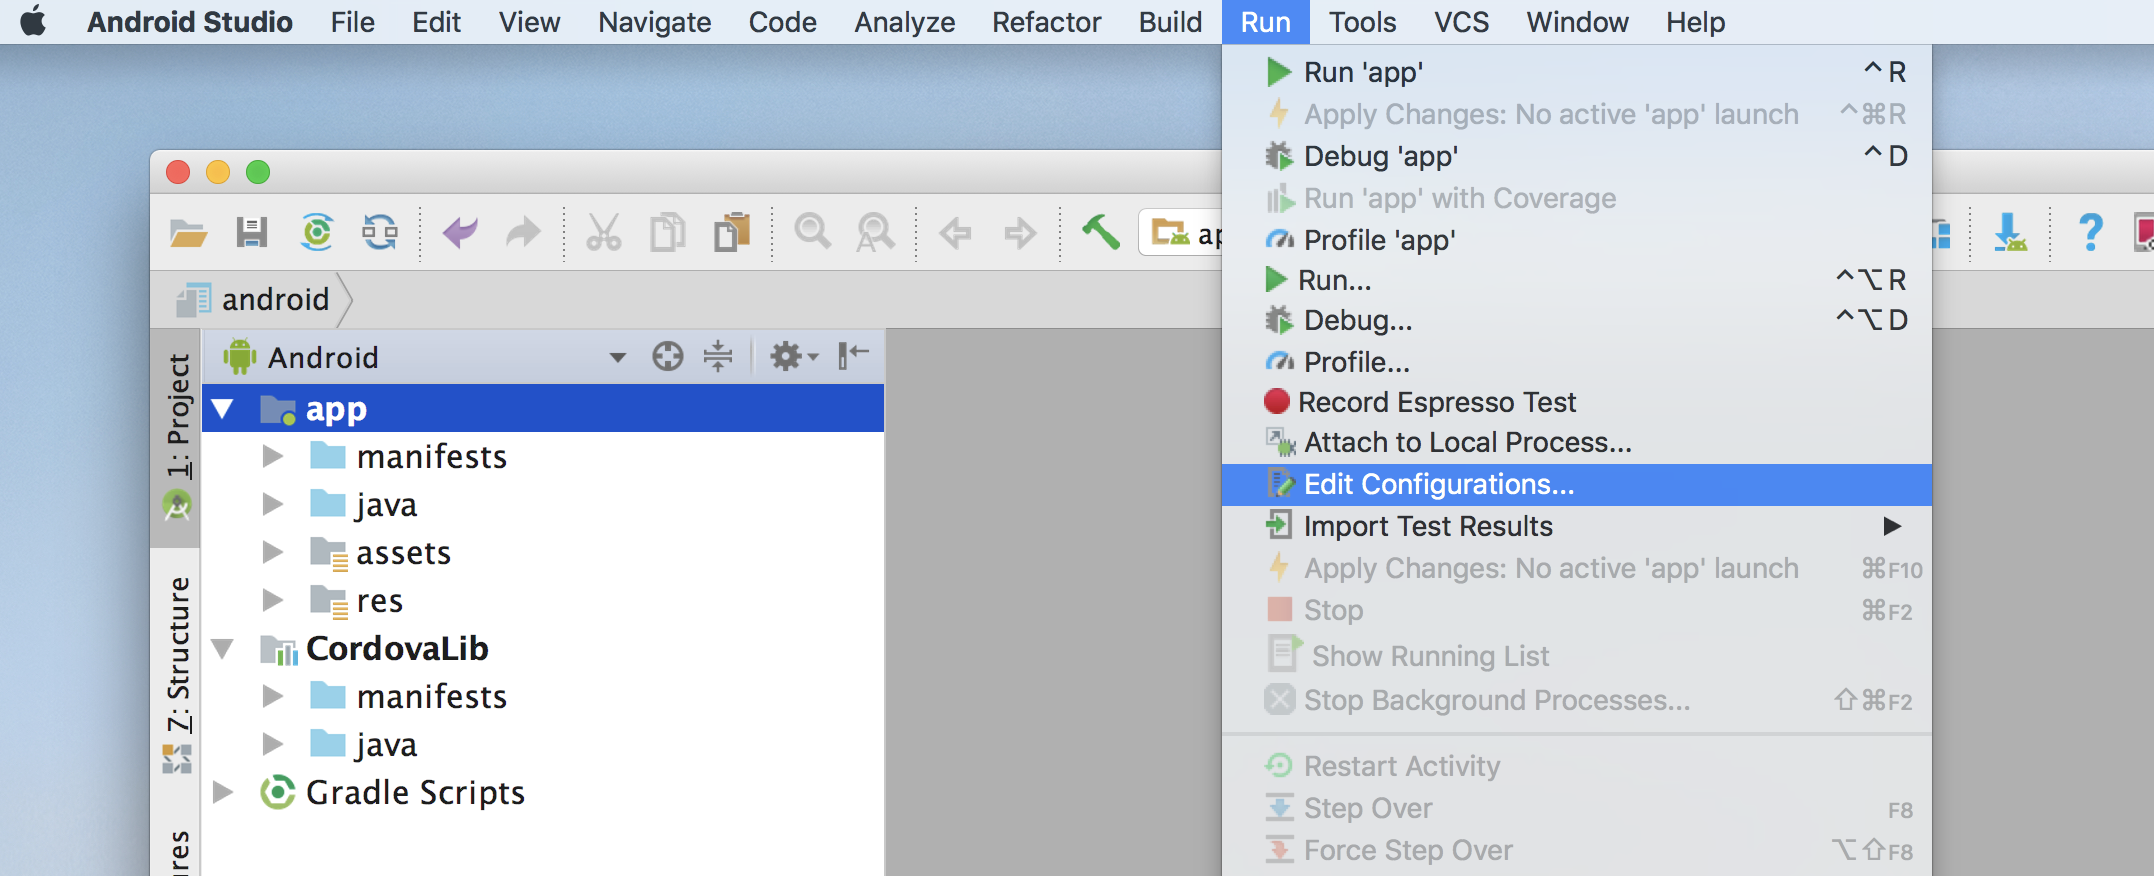 Android Studio File Edit View Navigate Code Analyze Refactor Build Run Tools VCS Window Help
Run 'app' ⌃R
Apply Changes: No active 'app' launch ⌃⌘R
Debug 'app' ⌃D
Run 'app' with Coverage
Profile 'app'
Run... ⌃⌥R
Debug... ⌃⌥D
Profile...
Record Espresso Test
Attach to Local Process...
Edit Configurations...
Import Test Results
Apply Changes: No active 'app' launch ⌘F10
Stop ⌘F2
Show Running List
Stop Background Processes... ⇧⌘F2
Restart Activity
Step Over F8
Force Step Over ⌥⇧F8
android
1: Project
7: Structure
Android
app
manifests
java
assets
res
CordovaLib
manifests
java
Gradle Scripts